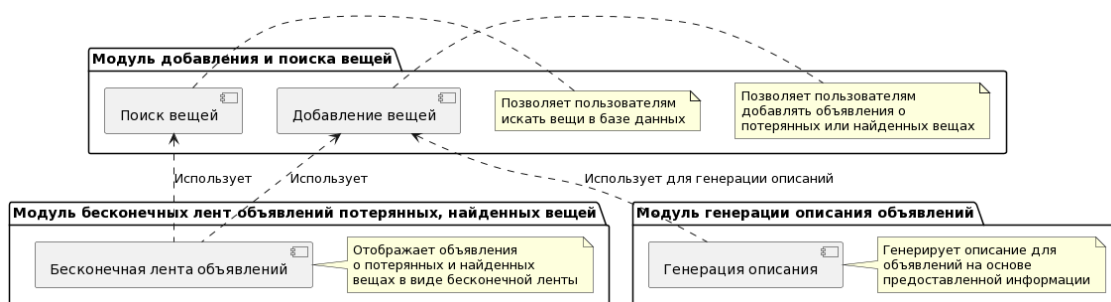 Модуль добавления и поиска вещей
Поиск вещей
Добавление вещей
Позволяет пользователям
искать вещи в базе данных
Позволяет пользователям
добавлять объявления о
потерянных или найденных вещах
Использует
Использует
Использует для генерации описаний
Модуль бесконечных лент объявлений потерянных, найденных вещей
Бесконечная лента объявлений
Отображает объявления
о потерянных и найденных
вещах в виде бесконечной ленты
Модуль генерации описания объявлений
Генерация описания
Генерирует описание для
объявлений на основе
предоставленной информации